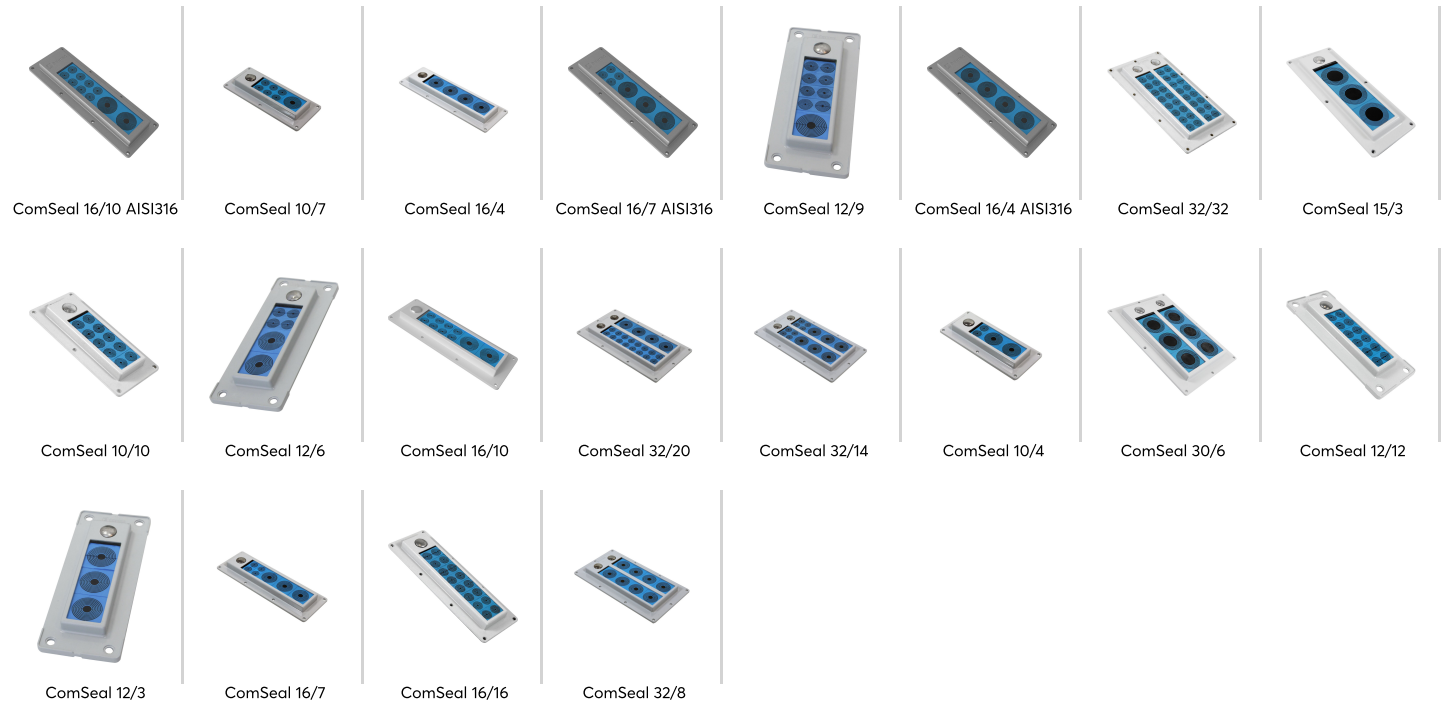 ComSeal 16/10 AISI316
ComSeal 10/7
ComSeal 16/4
ComSeal 16/7 AISI316
ComSeal 12/9
ComSeal 16/4 AISI316
ComSeal 32/32
ComSeal 15/3
ComSeal 10/10
ComSeal 12/6
ComSeal 16/10
ComSeal 32/20
ComSeal 32/14
ComSeal 10/4
ComSeal 30/6
ComSeal 12/12
ComSeal 12/3
ComSeal 16/7
ComSeal 16/16
ComSeal 32/8